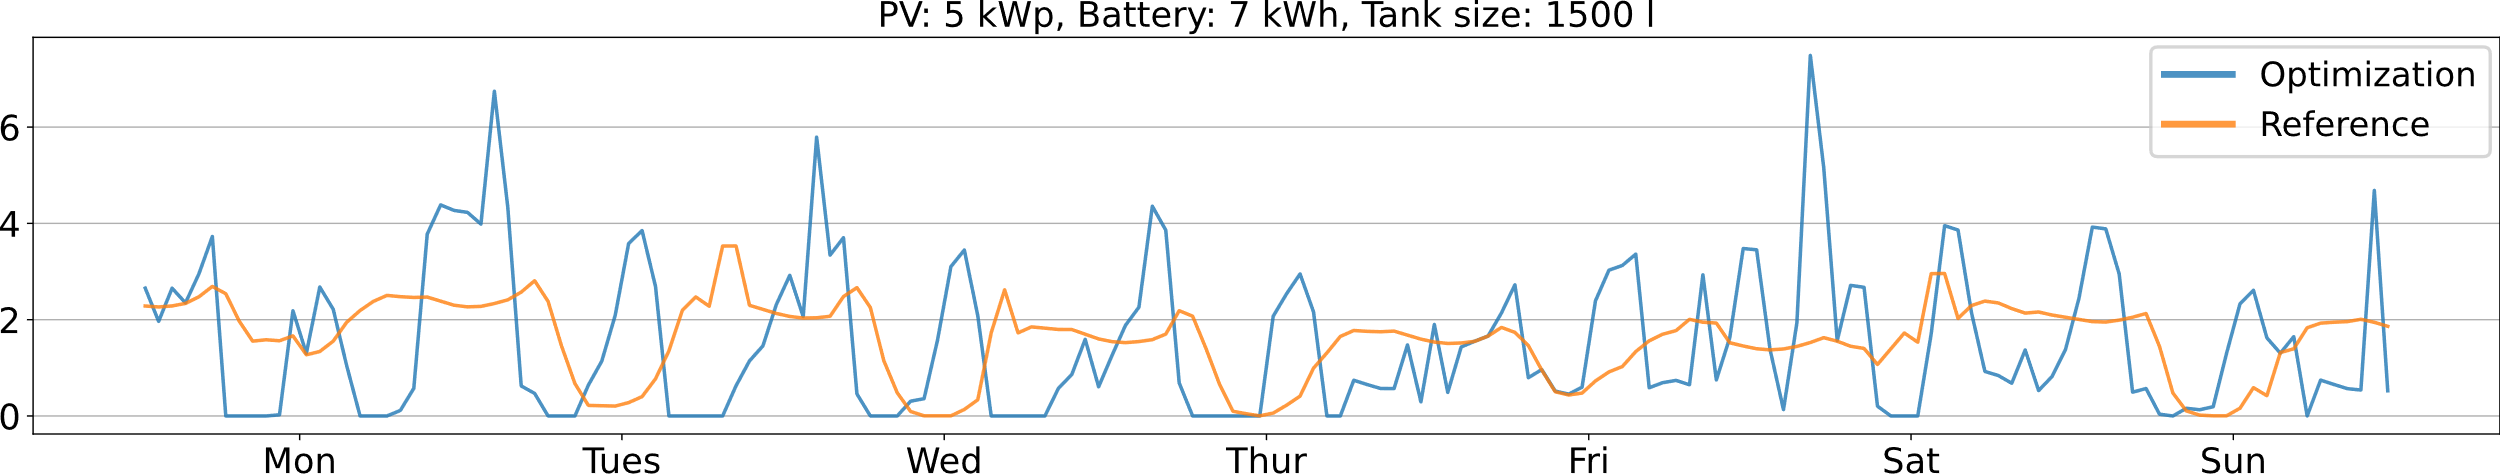 PV: 5 kWp, Battery: 7 kWh, Tank size: 1500 l
Optimization
Reference
6
4
2
0
Mon Tues Wed Thur Fri Sat Sun